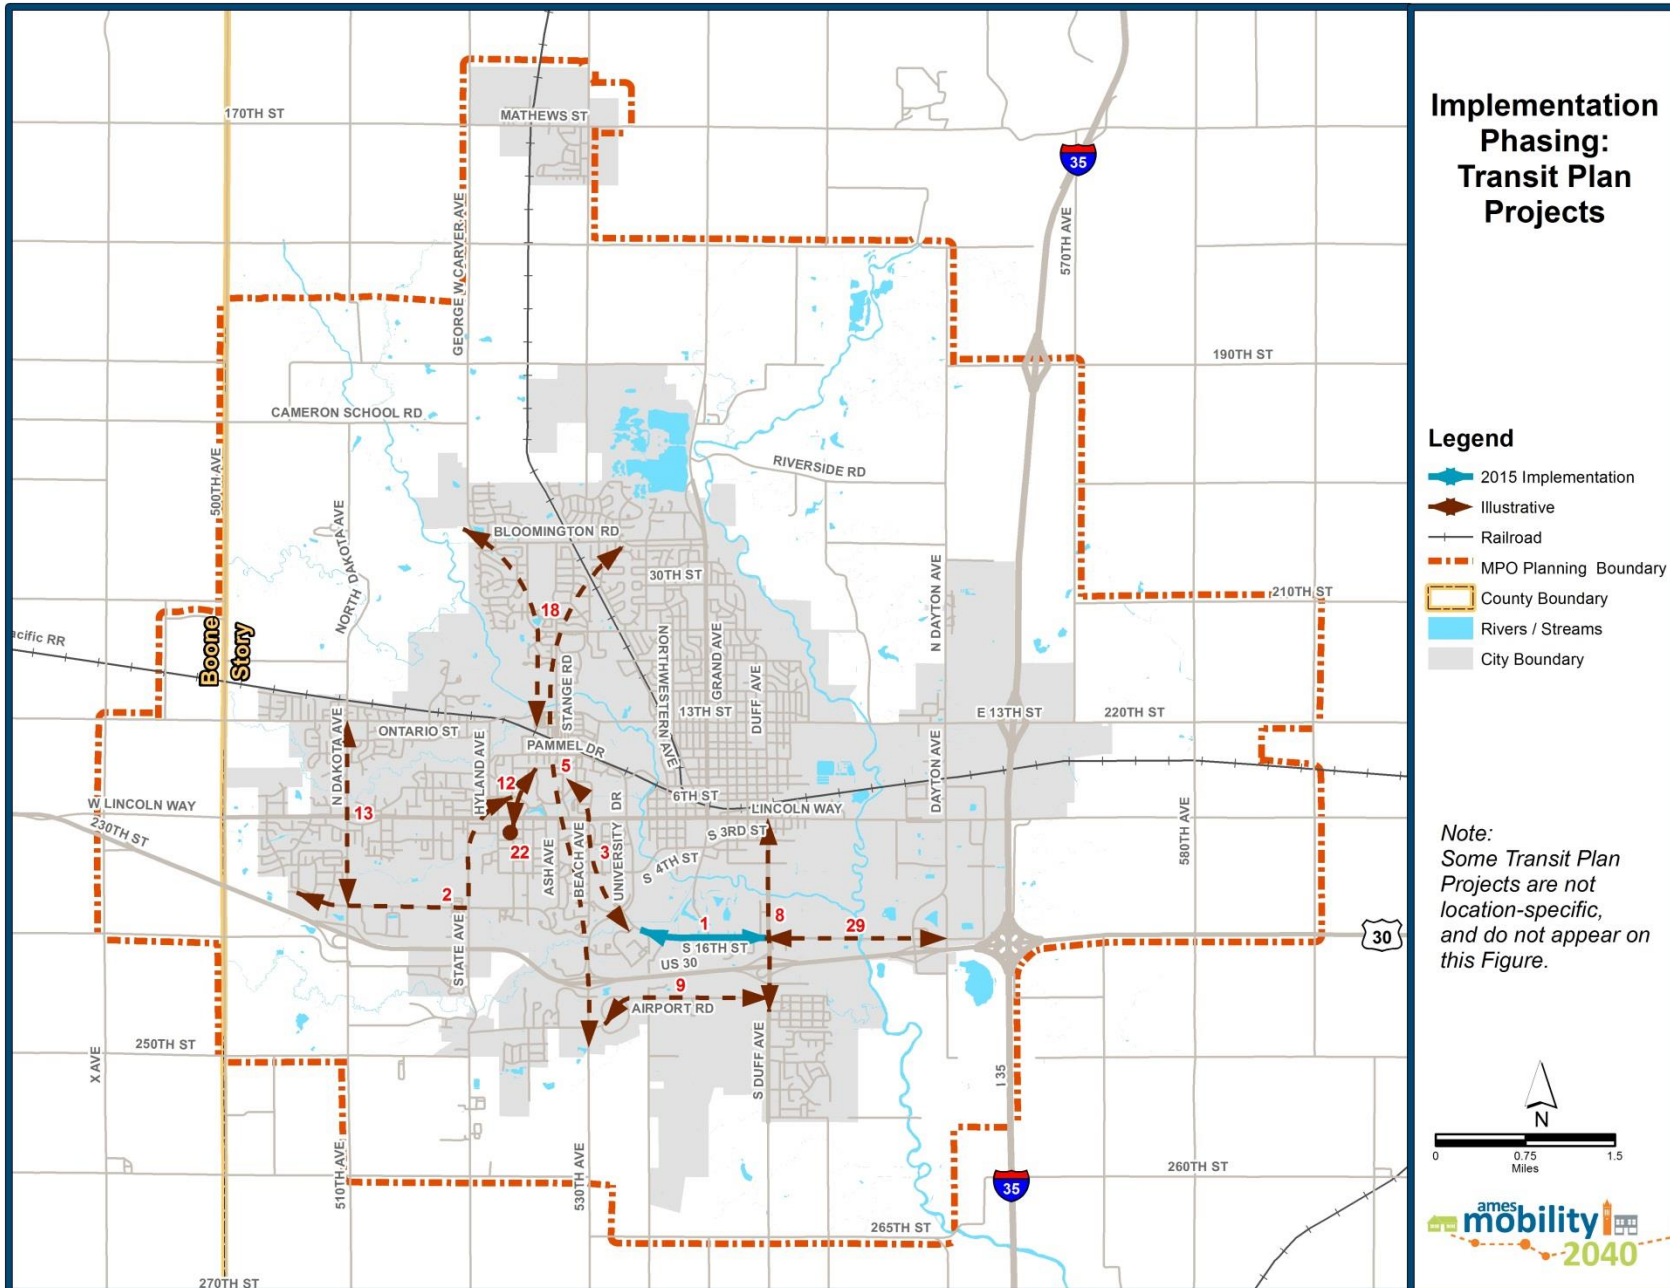 Implementation
Phasing:
Transit Plan
Projects
Legend
2015 Implementation
Illustrative
Railroad
MPO Planning Boundary
County Boundary
Rivers / Streams
City Boundary
Note:
Some Transit Plan
Projects are not
location-specific,
and do not appear on
this Figure.
N
0 0.75 1.5
Miles
ames
mobility
2040
170TH ST
MATHEWS ST
35
GEORGE W CARVER AVE
570TH AVE
190TH ST
CAMERON SCHOOL RD
RIVERSIDE RD
500TH AVE
NORTH DAKOTA AVE
BLOOMINGTON RD
30TH ST
N DAYTON AVE
210TH ST
18
acific RR
Boone
Story
STANGE RD
NORTHWESTERN AVE
GRAND AVE
DUFF AVE
13TH ST
E 13TH ST
220TH ST
N DAKOTA AVE
ONTARIO ST
HYLAND AVE
PAMMEL DR
5
12
6TH ST
LINCOLN WAY
DAYTON AVE
580TH AVE
W LINCOLN WAY
230TH ST
13
22
ASH AVE
BEACH AVE
3
UNIVERSITY DR
S 3RD ST
S 4TH ST
2
STATE AVE
1
S 16TH ST
8
29
30
US 30
9
AIRPORT RD
S DUFF AVE
250TH ST
X AVE
I 35
510TH AVE
530TH AVE
35
260TH ST
265TH ST
270TH ST